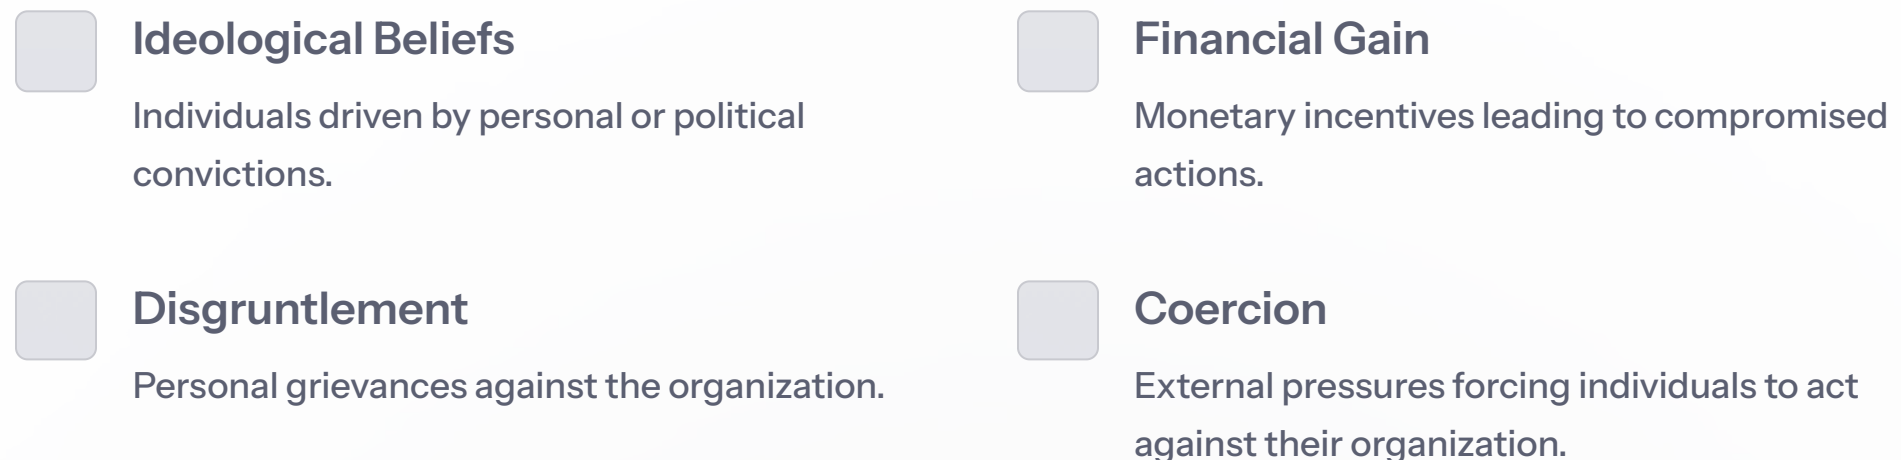 Ideological Beliefs
Individuals driven by personal or political
convictions.
Financial Gain
Monetary incentives leading to compromised
actions.
Disgruntlement
Personal grievances against the organization.
Coercion
External pressures forcing individuals to act
against their organization.